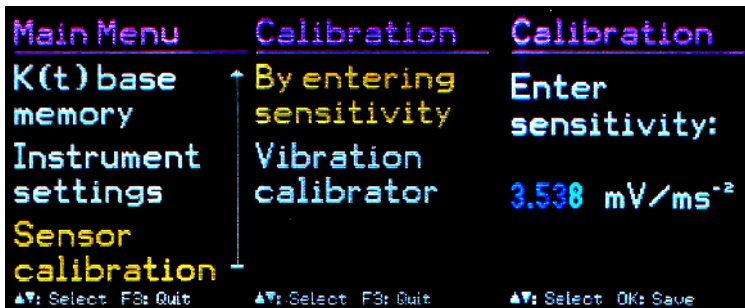 Main Menu
K(t) base
memory
Instrument
settings
Sensor
calibration
▲▼: Select F3: Quit
Calibration
By entering
sensitivity
Vibration
calibrator
▲▼: Select F3: Quit
Calibration
Enter
sensitivity:
3.538 mV/ms⁻²
▲▼: Select OK: Save